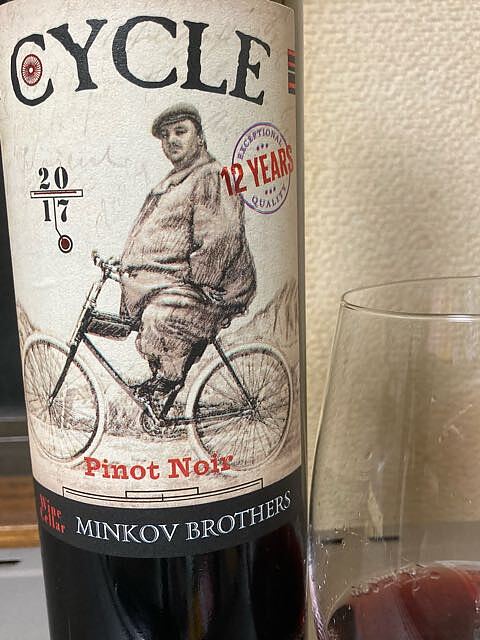 CYCLE
EXCEPTIONAL
12 YEARS
QUALITY
20
17
Pinot Noir
Wine
Cellar
MINKOV BROTHERS